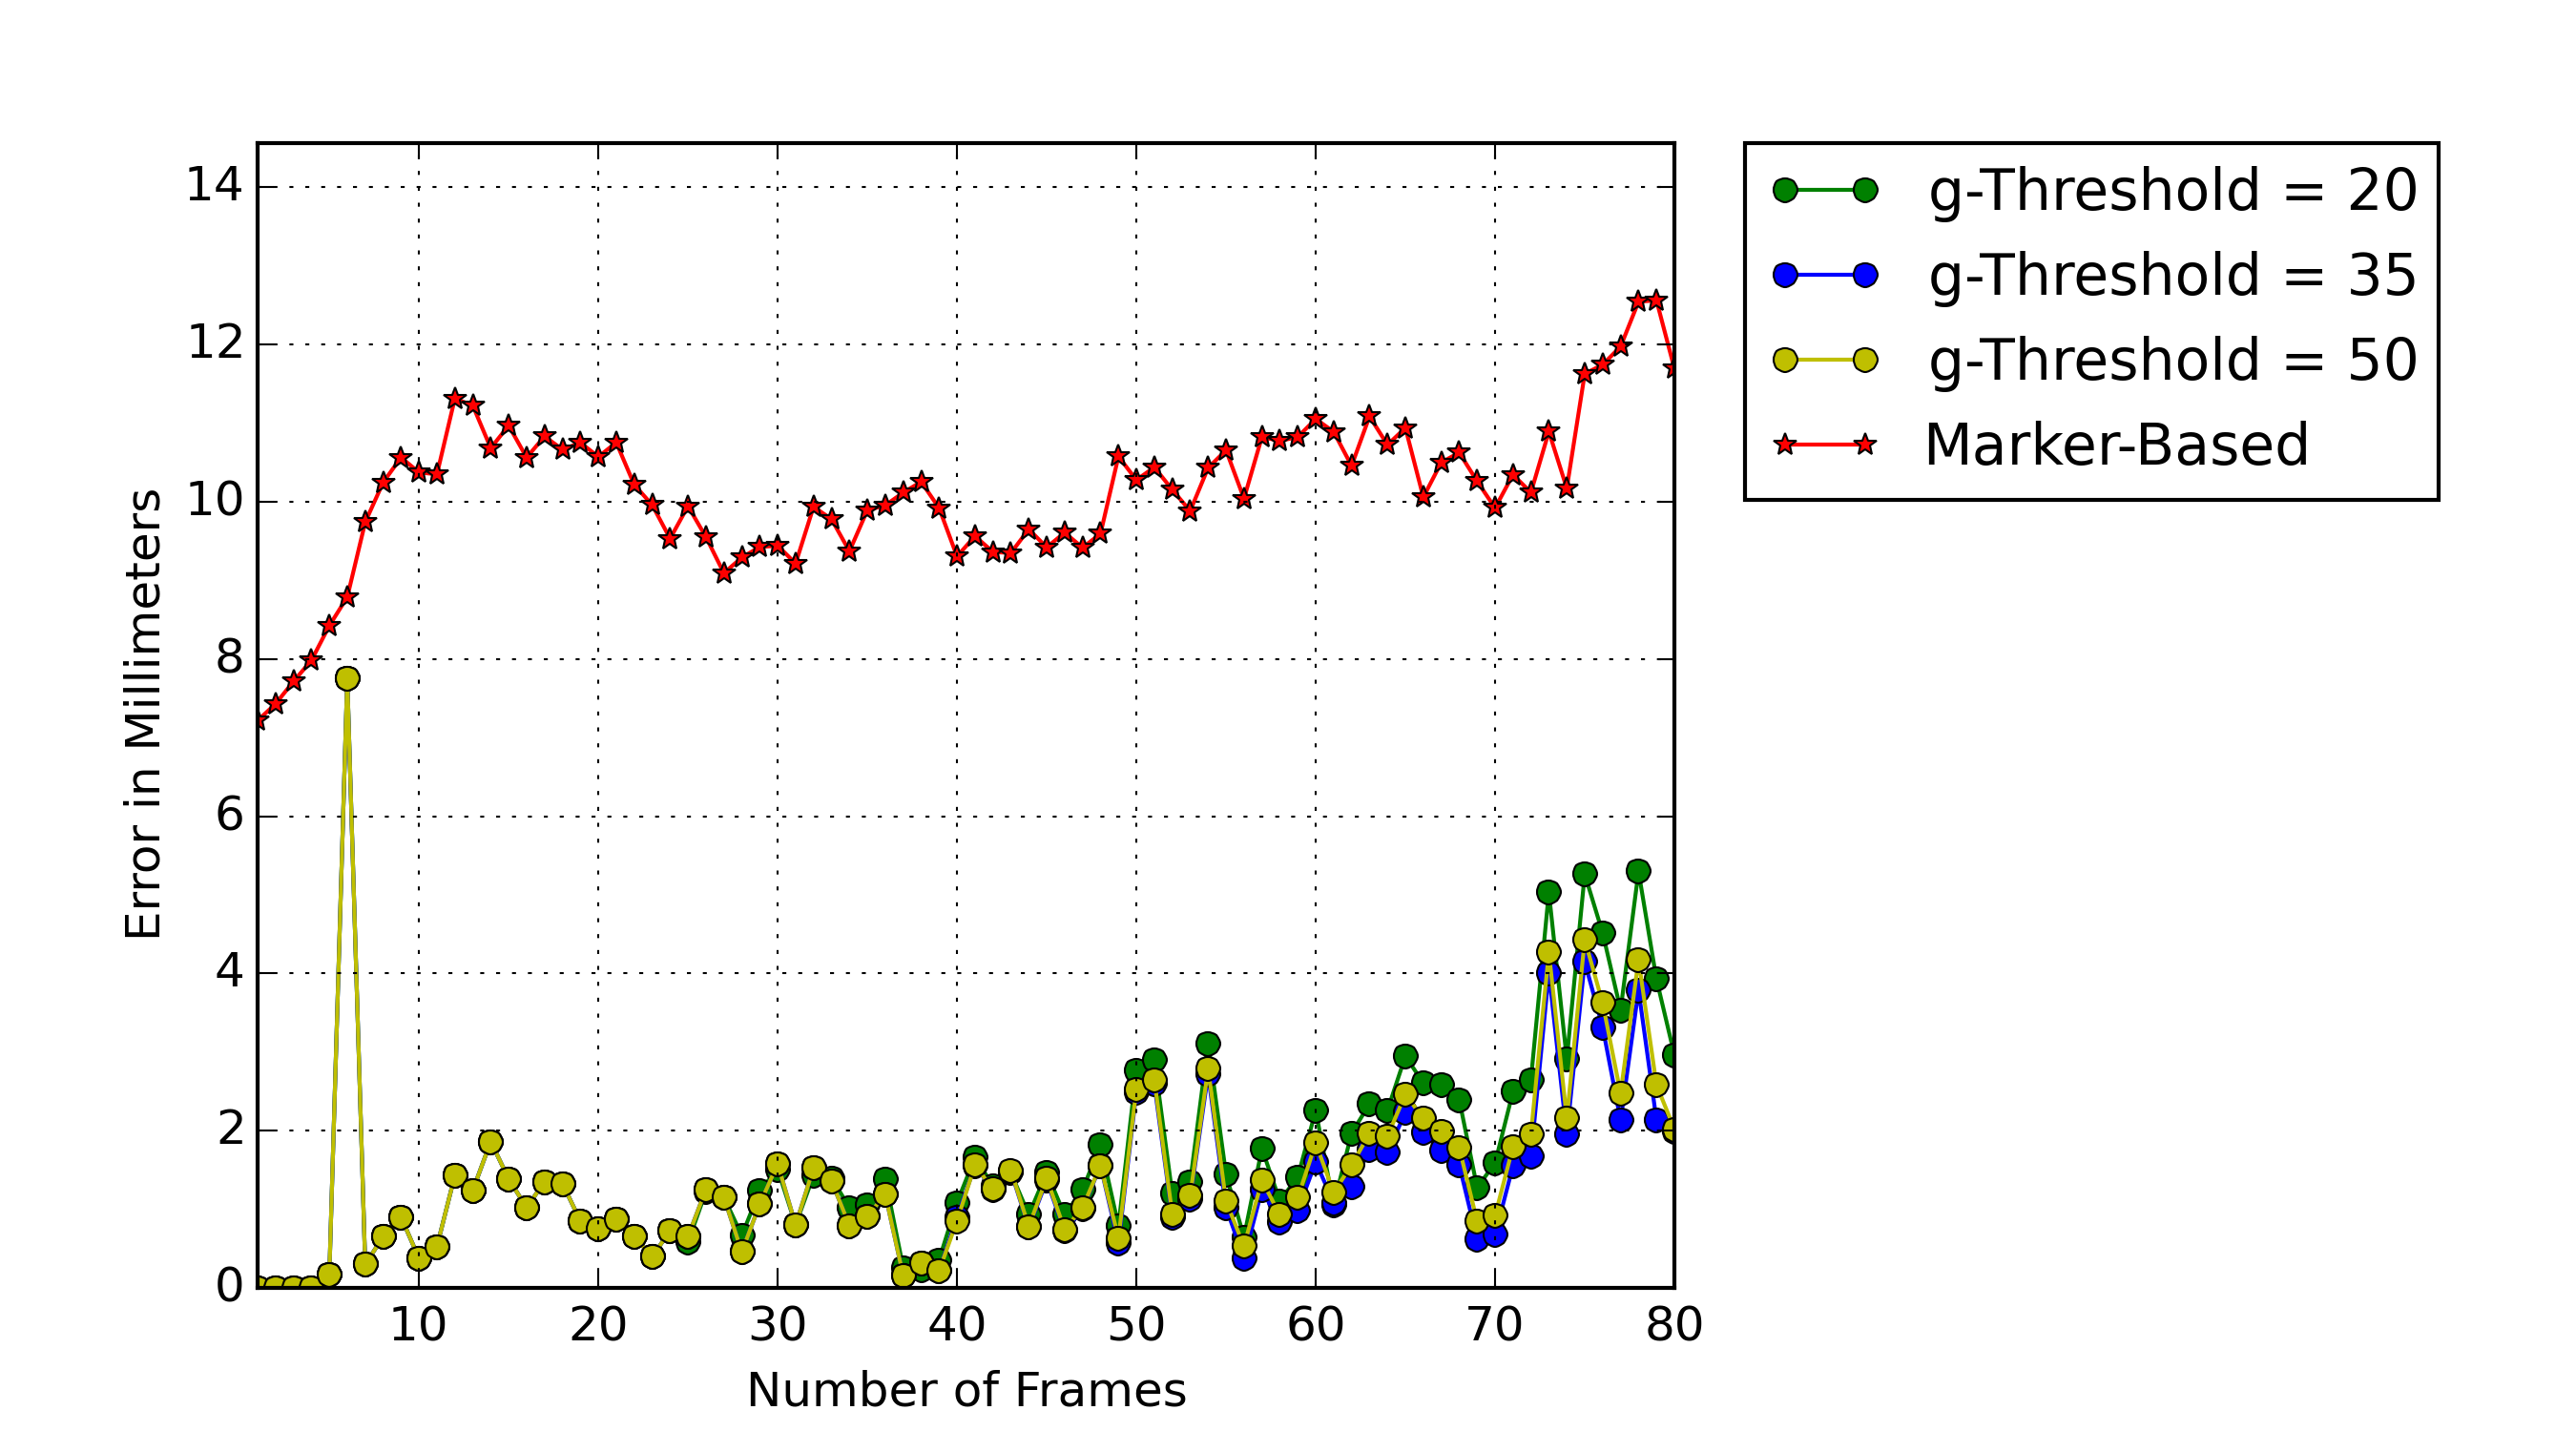 g-Threshold = 20
g-Threshold = 35
g-Threshold = 50
Marker-Based
14
12
10
8
6
4
2
0
Error in Millimeters
10 20 30 40 50 60 70 80
Number of Frames